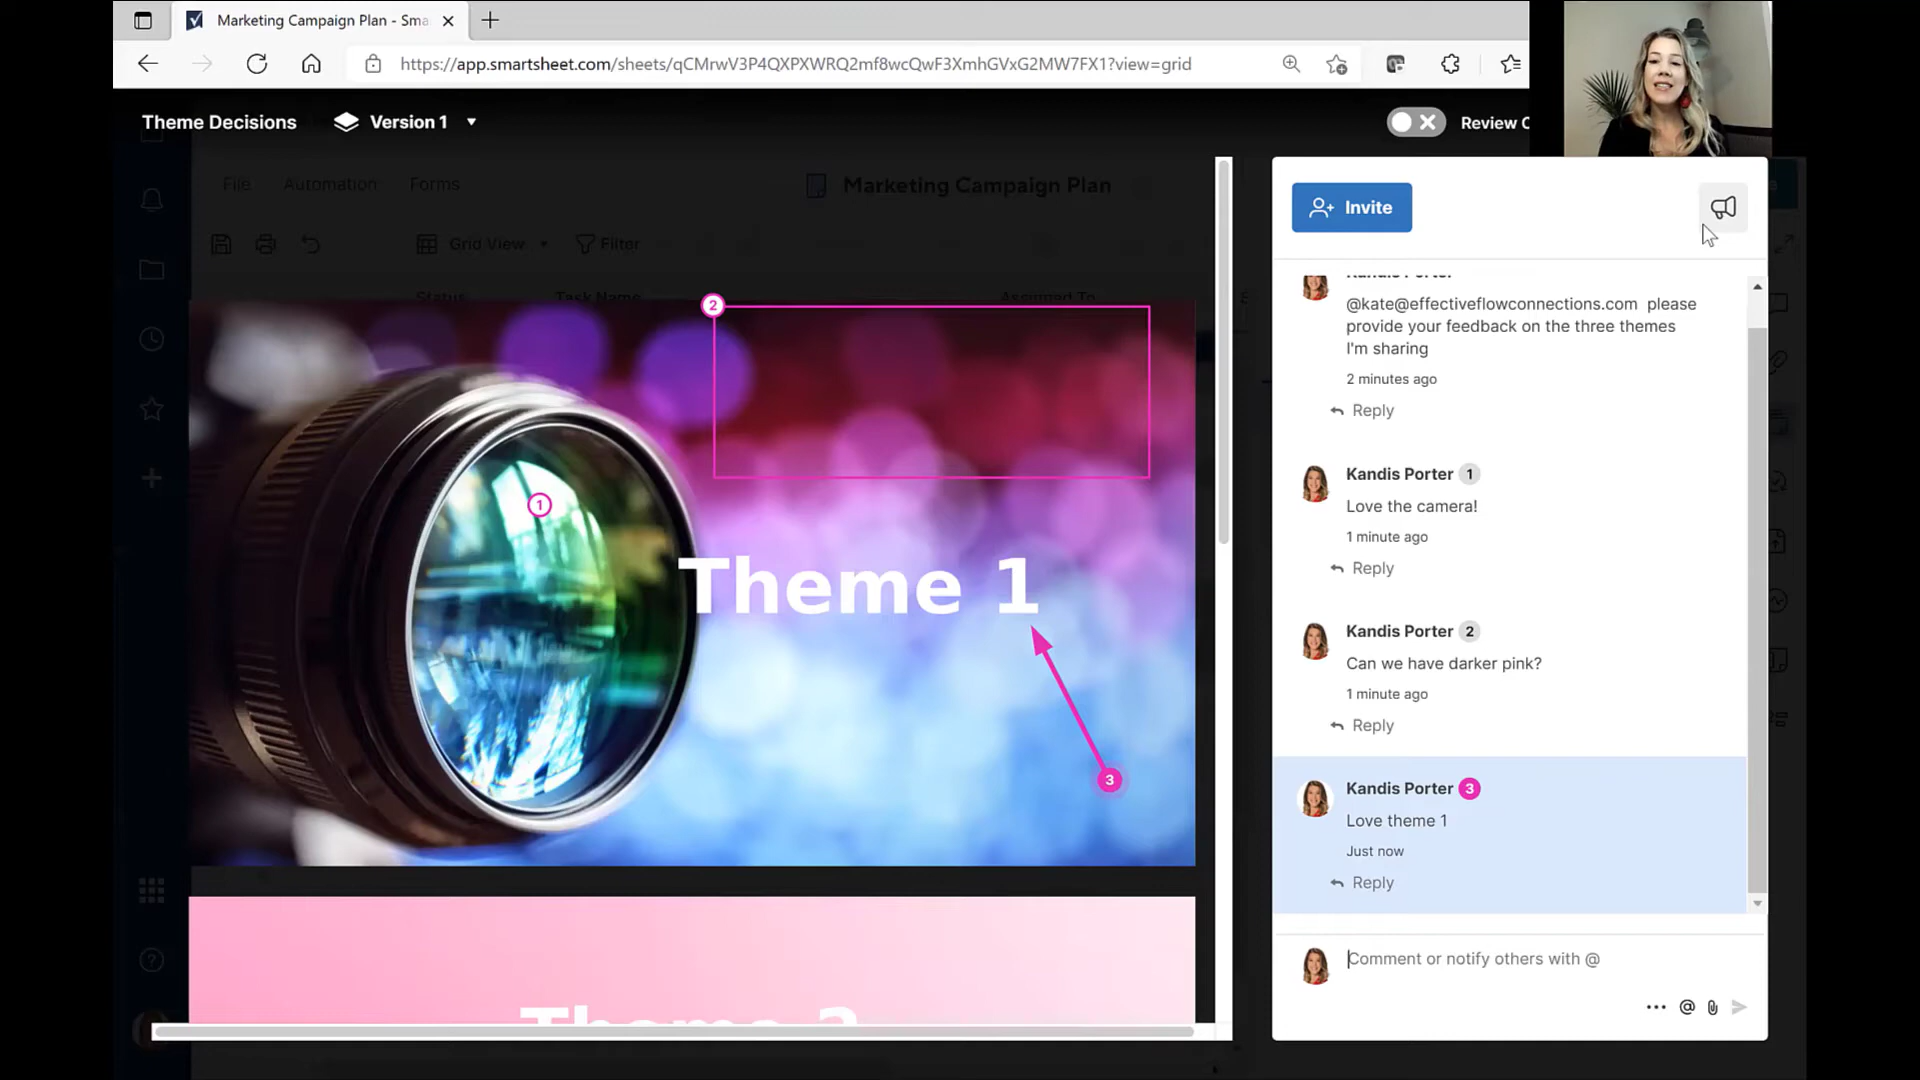 Marketing Campaign Plan - Sma
https://app.smartsheet.com/sheets/qCMrwV3P4QXPXWRQ2mf8wcQwF3XmhGVxG2MW7FX1?view=grid
Theme Decisions
Version 1
Review C
File
Automation
Forms
Marketing Campaign Plan
Grid View
Filter
Status
Task Name
Assigned To
2
1
Theme 1
3
Invite
Kandis Porter
@kate@effectiveflowconnections.com please
provide your feedback on the three themes
I'm sharing
2 minutes ago
Reply
Kandis Porter 1
Love the camera!
1 minute ago
Reply
Kandis Porter 2
Can we have darker pink?
1 minute ago
Reply
Kandis Porter 3
Love theme 1
Just now
Reply
Comment or notify others with @
Theme 2